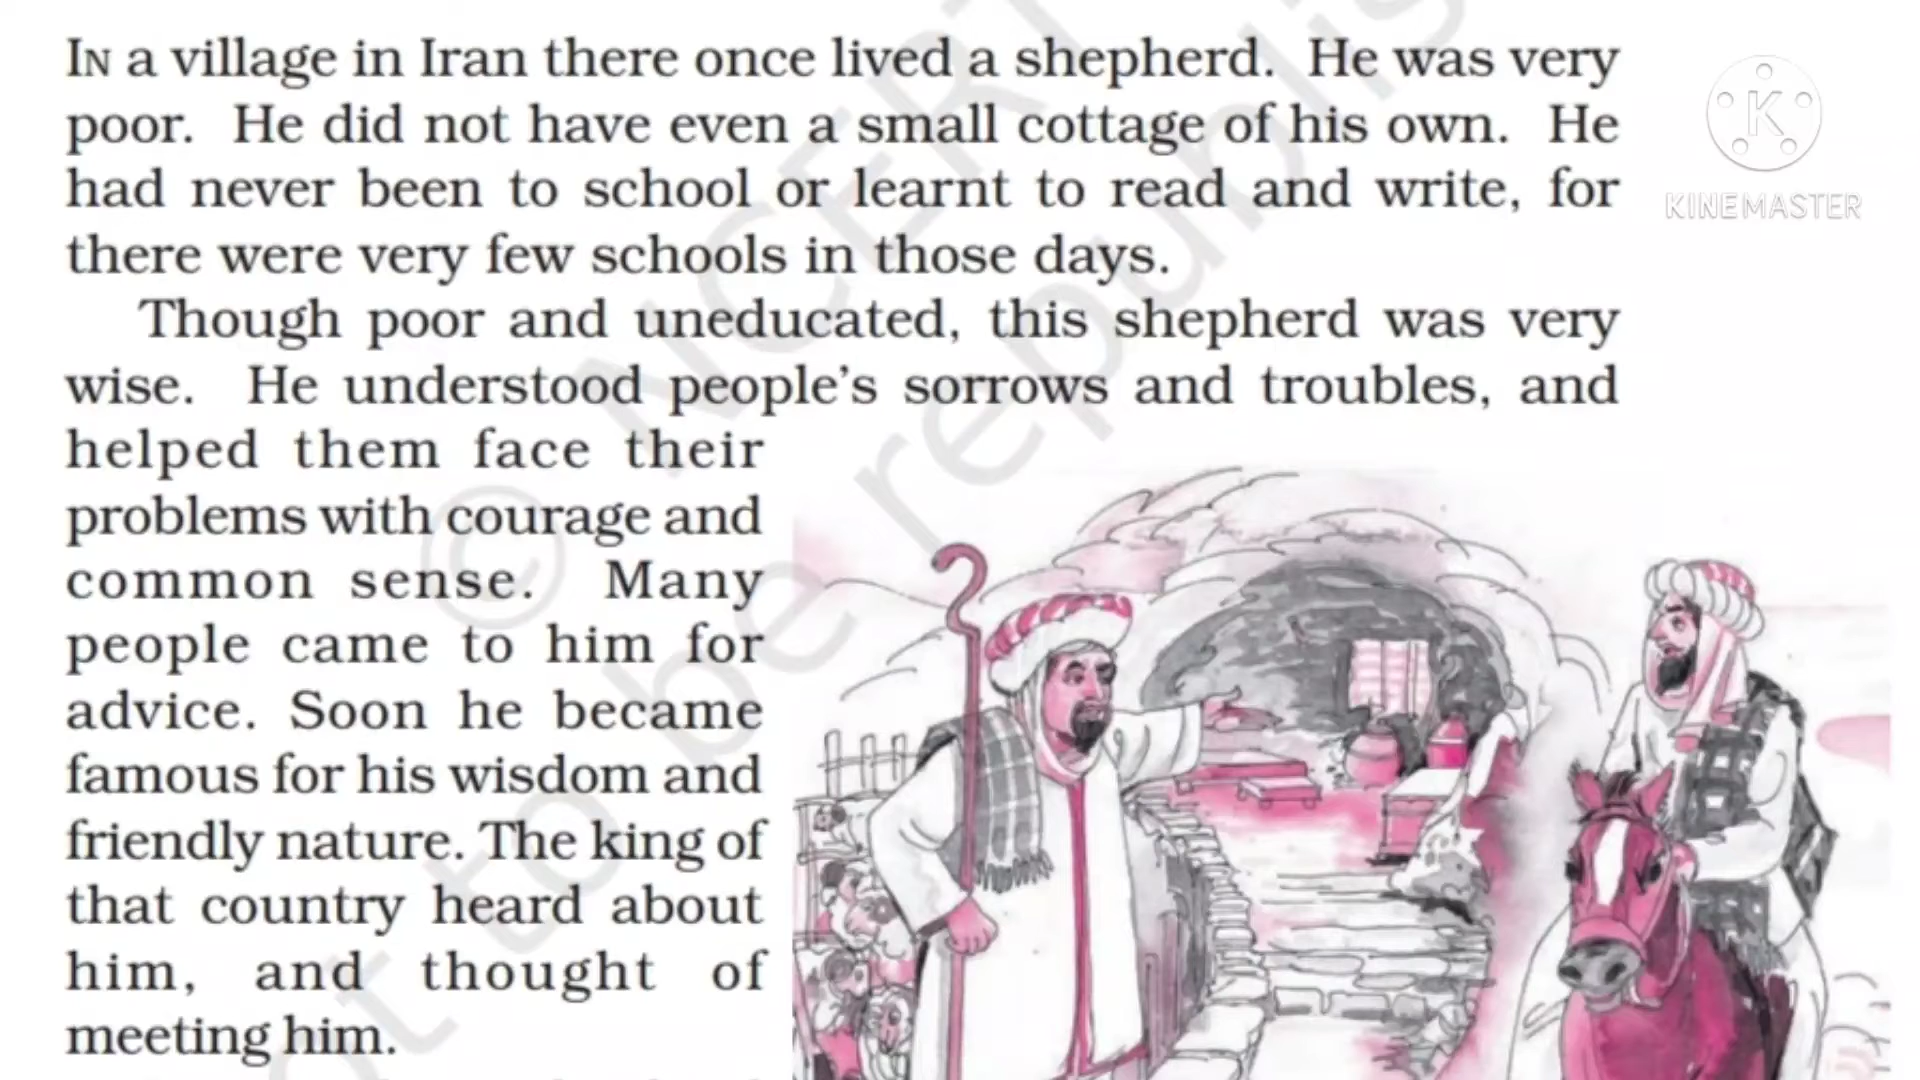 IN a village in Iran there once lived a shepherd. He was very
poor. He did not have even a small cottage of his own. He
had never been to school or learnt to read and write, for
there were very few schools in those days.
Though poor and uneducated, this shepherd was very
wise. He understood people's sorrows and troubles, and
helped them face their
problems with courage and
common sense. Many
people came to him for
advice. Soon he became
famous for his wisdom and
friendly nature. The king of
that country heard about
him, and thought of
meeting him.
K
KINEMASTER
© NCERT
not to be republis